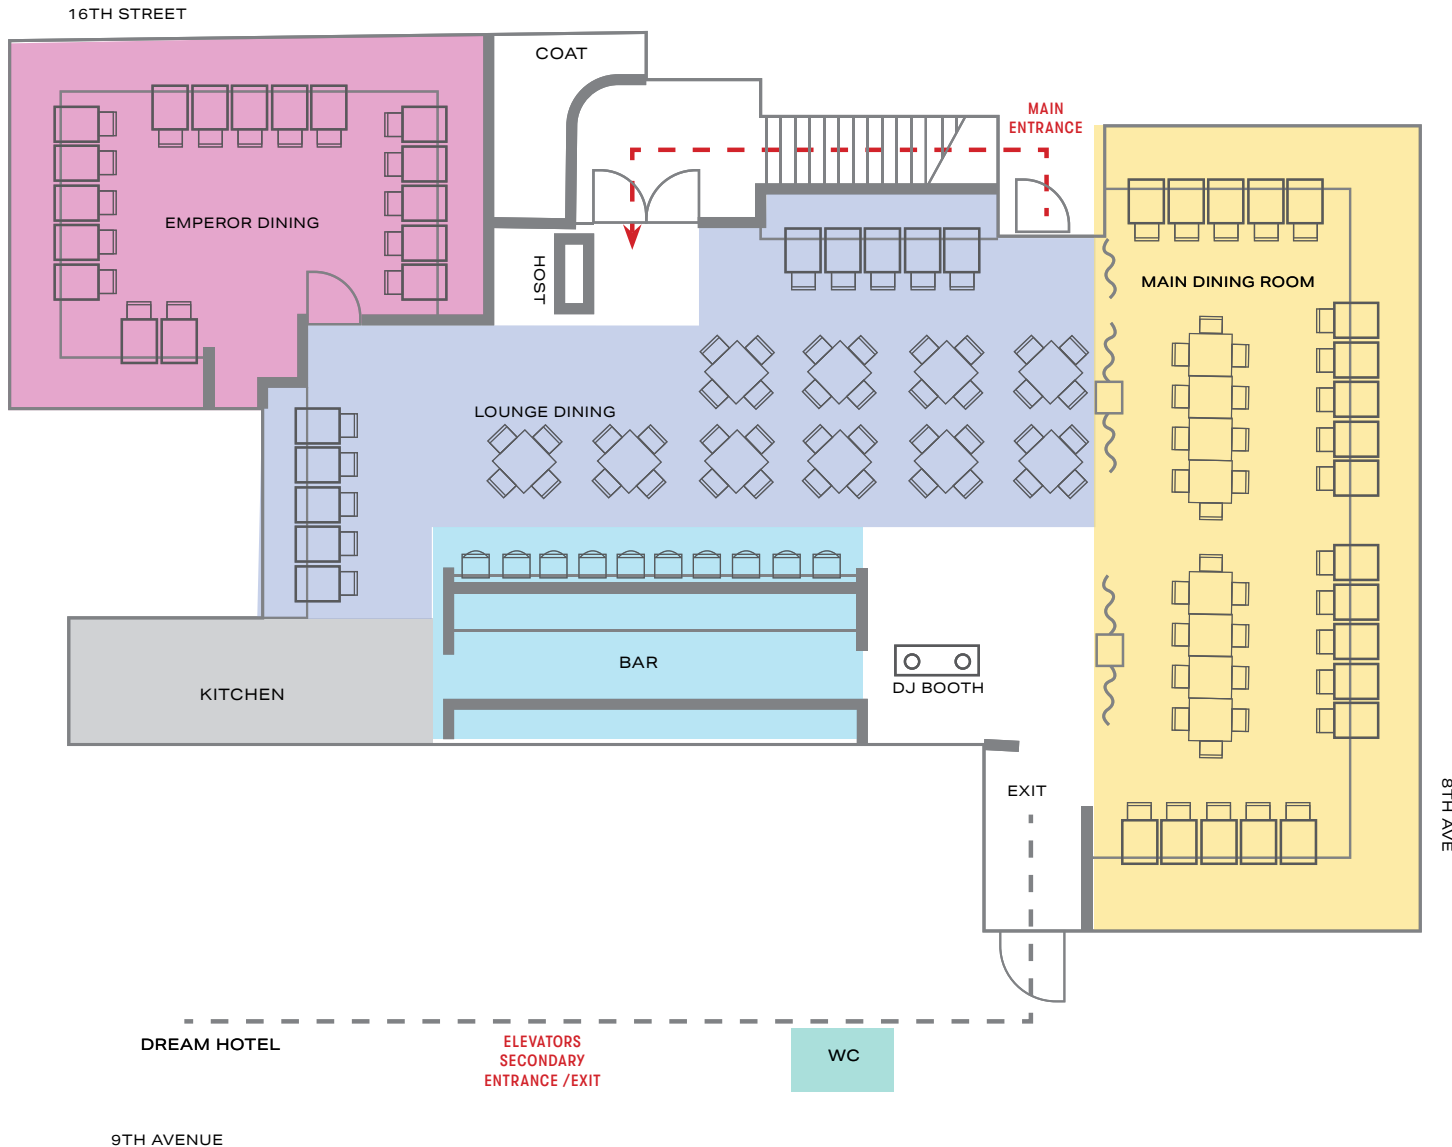 16TH STREET
COAT
MAIN
ENTRANCE
EMPEROR DINING
HOST
MAIN DINING ROOM
LOUNGE DINING
BAR
KITCHEN
DJ BOOTH
EXIT
8TH AVE
DREAM HOTEL
ELEVATORS
SECONDARY
ENTRANCE /EXIT
WC
9TH AVENUE